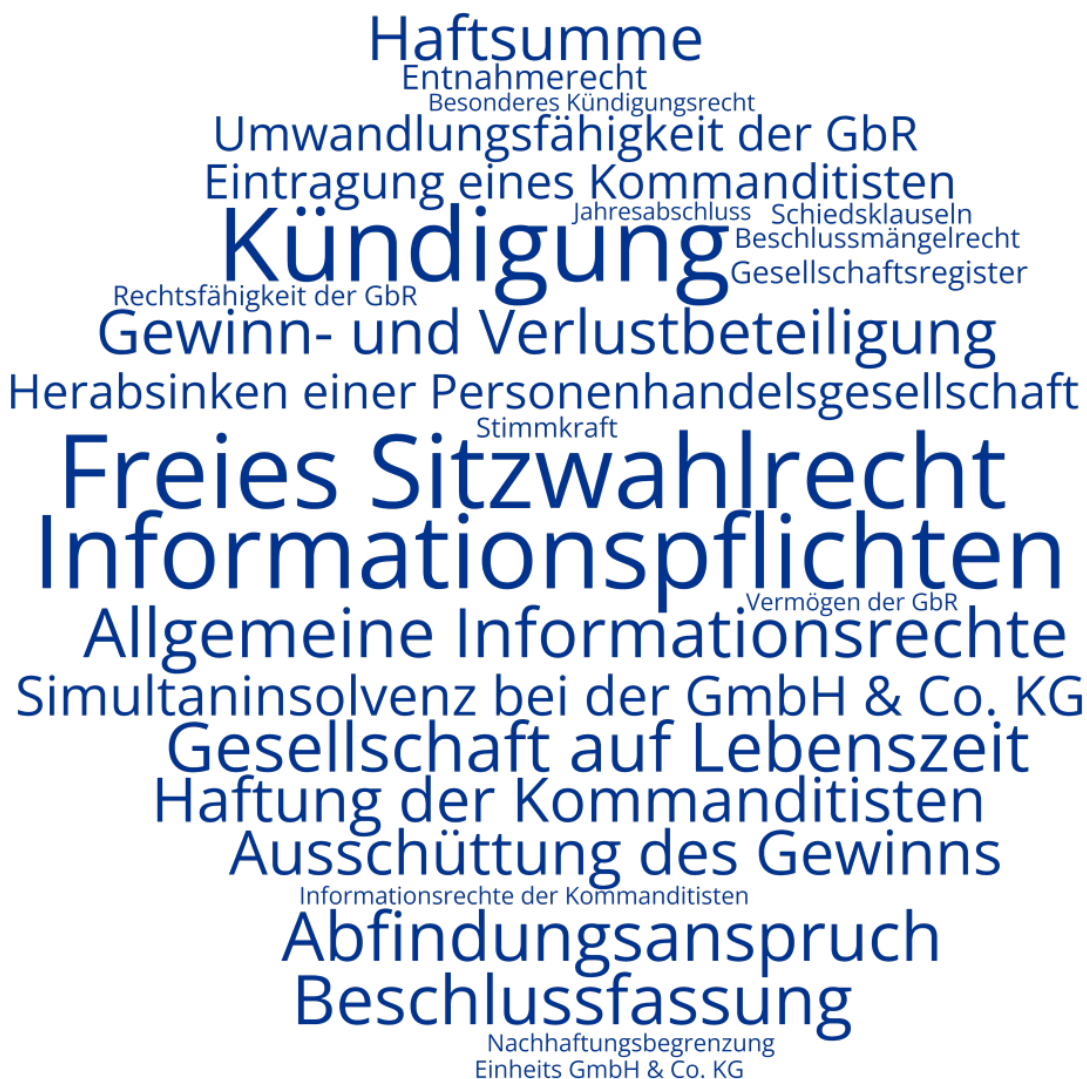 Haftsumme
Entnahmerecht
Besonderes Kündigungsrecht
Umwandlungsfähigkeit der GbR
Eintragung eines Kommanditisten
Jahresabschluss
Schiedsklauseln
Kündigung
Beschlussmängelrecht
Gesellschaftsregister
Rechtsfähigkeit der GbR
Gewinn- und Verlustbeteiligung
Herabsinken einer Personenhandelsgesellschaft
Stimmkraft
Freies Sitzwahlrecht
Informationspflichten
Vermögen der GbR
Allgemeine Informationsrechte
Simultaninsolvenz bei der GmbH & Co. KG
Gesellschaft auf Lebenszeit
Haftung der Kommanditisten
Ausschüttung des Gewinns
Informationsrechte der Kommanditisten
Abfindungsanspruch
Beschlussfassung
Nachhaftungsbegrenzung
Einheits GmbH & Co. KG